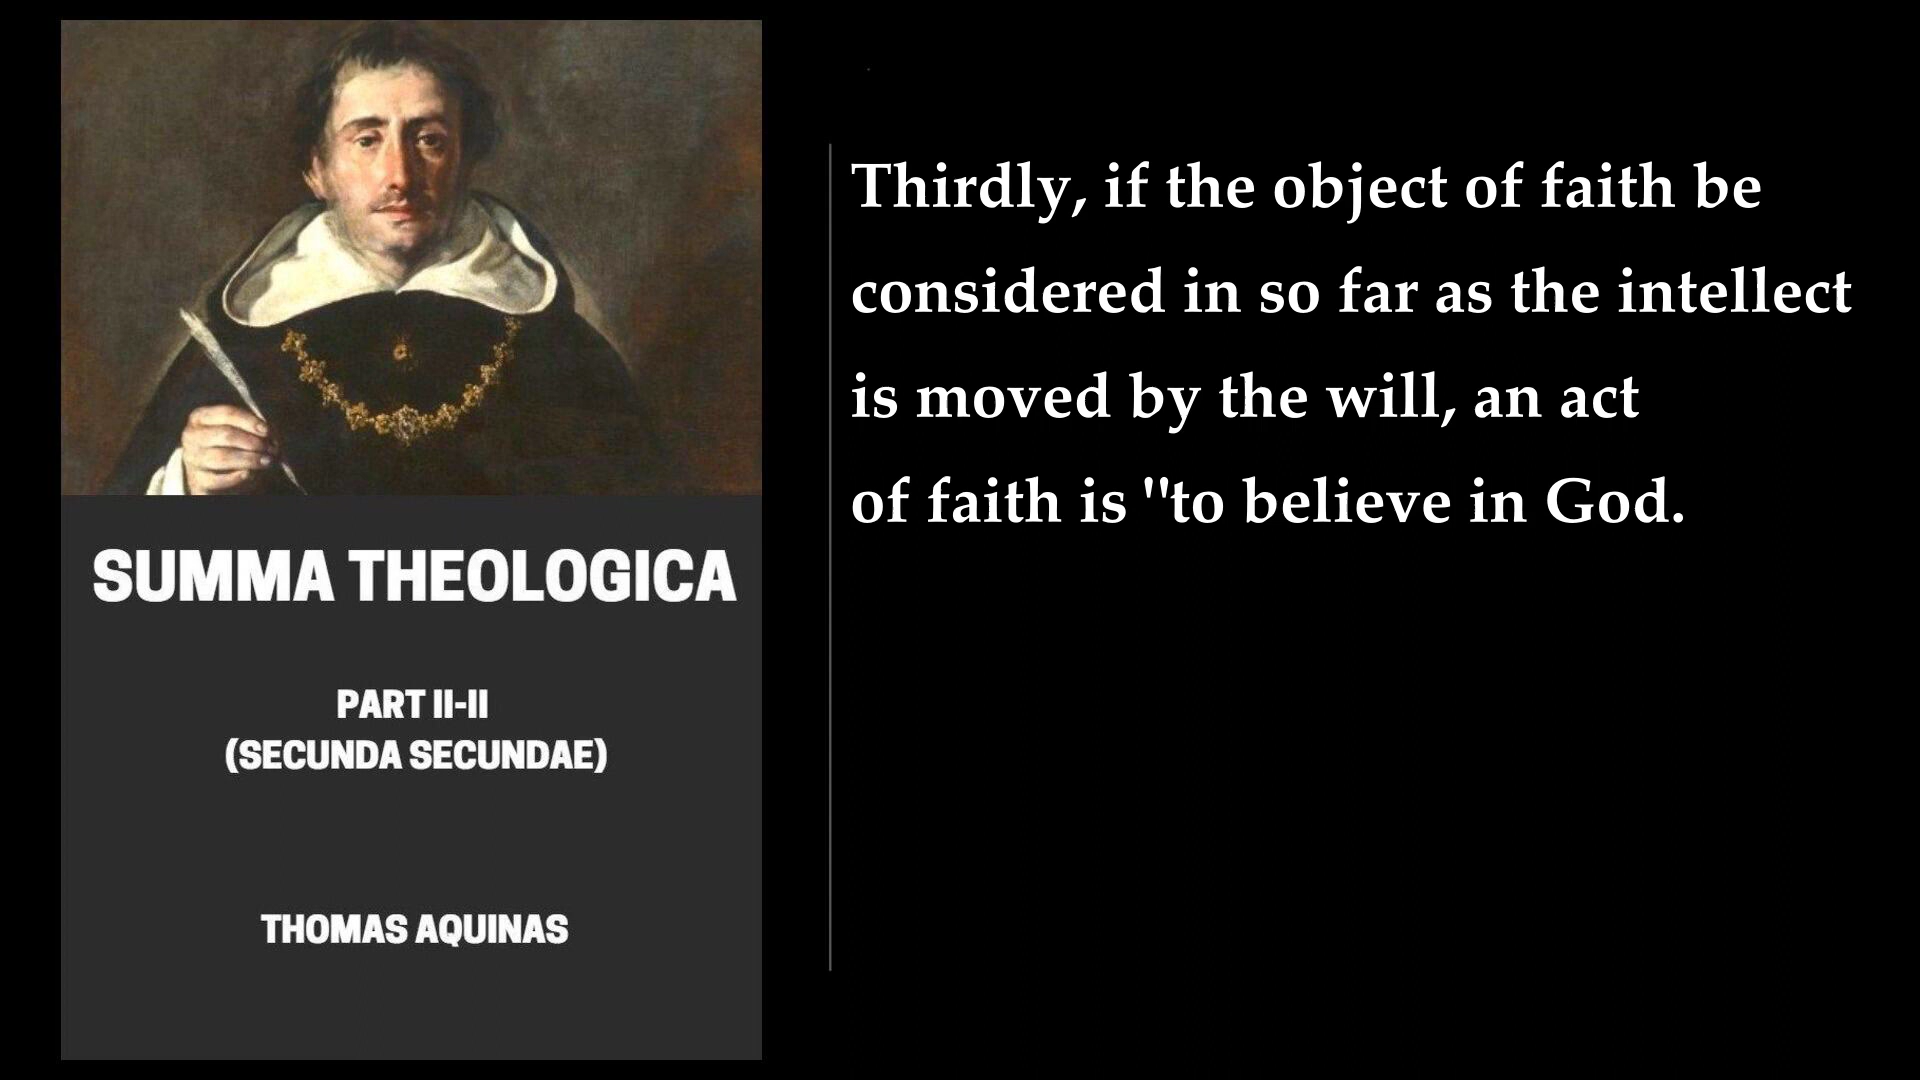 SUMMA THEOLOGICA
PART II-II
(SECUNDA SECUNDAE)
THOMAS AQUINAS
Thirdly, if the object of faith be
considered in so far as the intellect
is moved by the will, an act
of faith is "to believe in God.